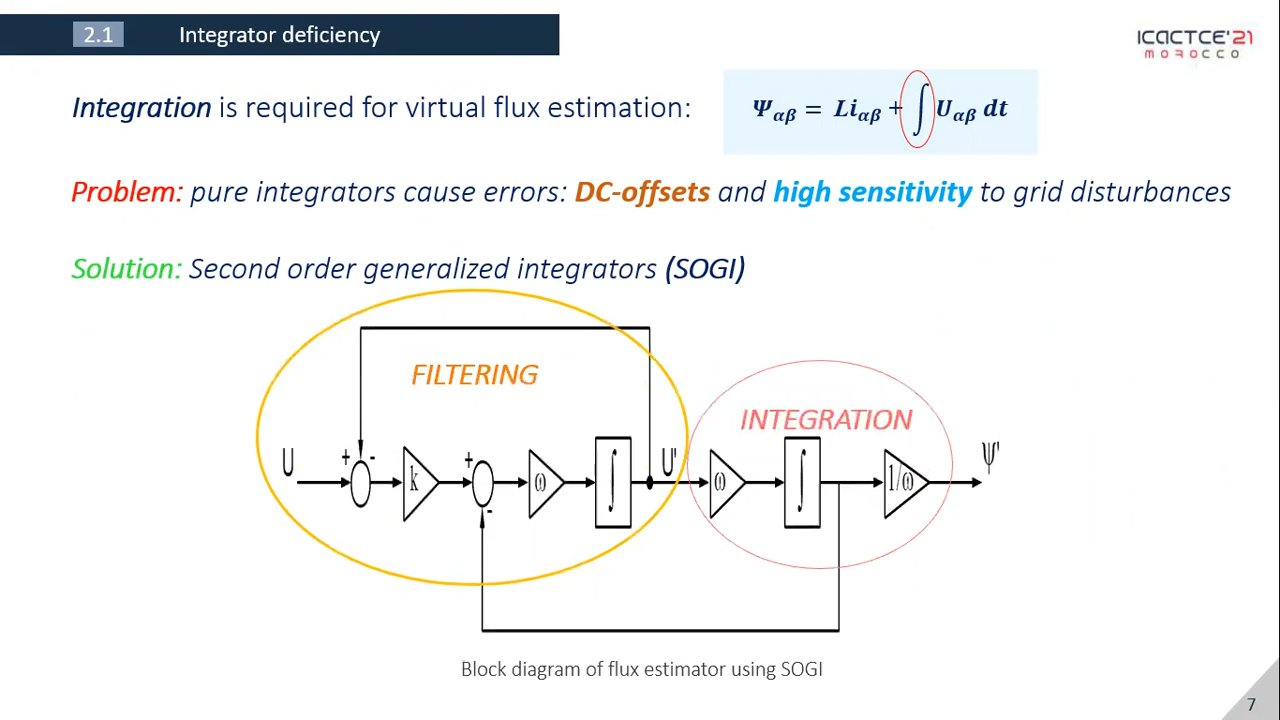 2.1 Integrator deficiency
ICACTCE'21
MOROCCO
Integration is required for virtual flux estimation:
Ψαβ = Liαβ + ∫ Uαβ dt
Problem: pure integrators cause errors: DC-offsets and high sensitivity to grid disturbances
Solution: Second order generalized integrators (SOGI)
FILTERING
INTEGRATION
U + - k + - ω ∫ U' ω ∫ 1/ω Ψ'
Block diagram of flux estimator using SOGI
7